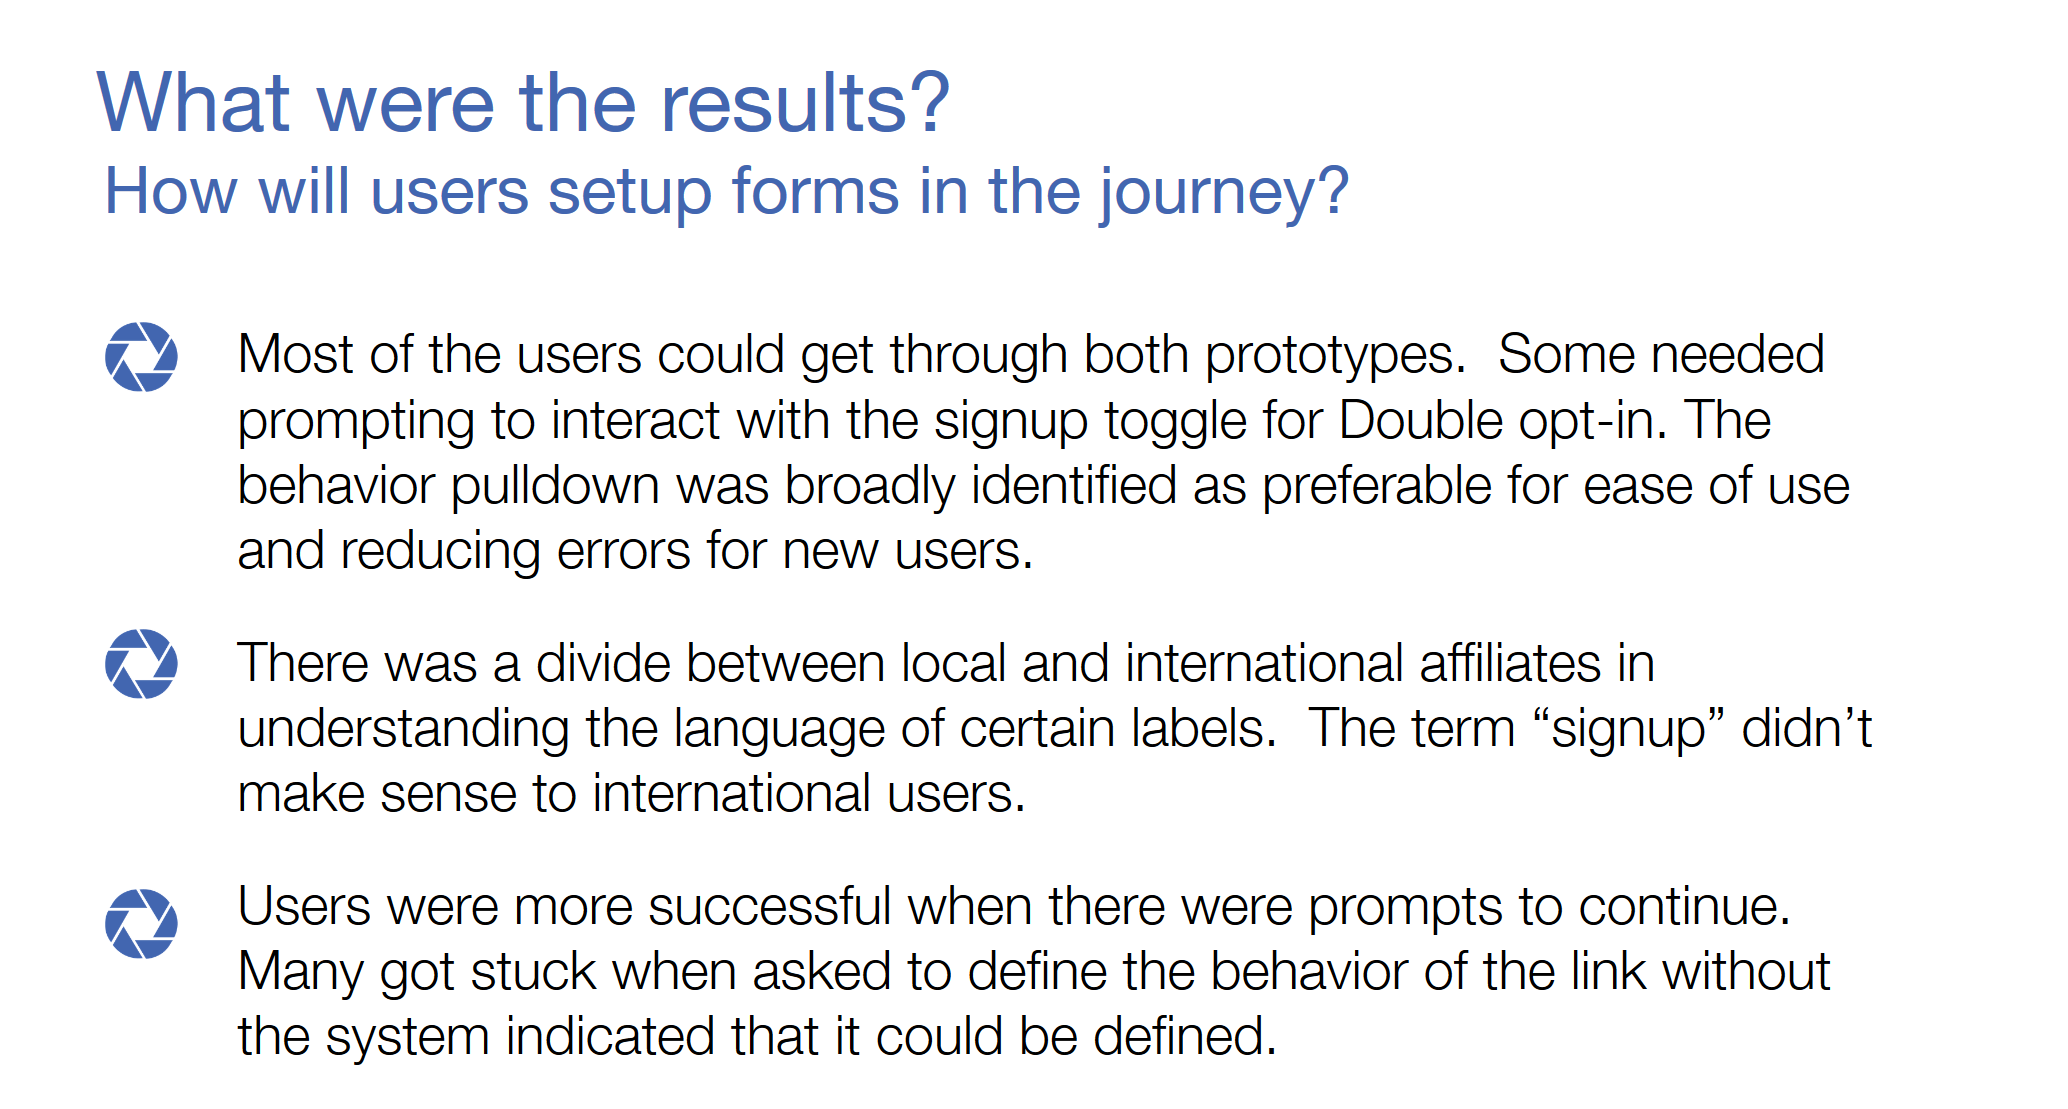 What were the results?
How will users setup forms in the journey?
Most of the users could get through both prototypes.  Some needed
prompting to interact with the signup toggle for Double opt-in. The
behavior pulldown was broadly identified as preferable for ease of use
and reducing errors for new users.
There was a divide between local and international affiliates in
understanding the language of certain labels.  The term “signup” didn’t
make sense to international users.
Users were more successful when there were prompts to continue.
Many got stuck when asked to define the behavior of the link without
the system indicated that it could be defined.